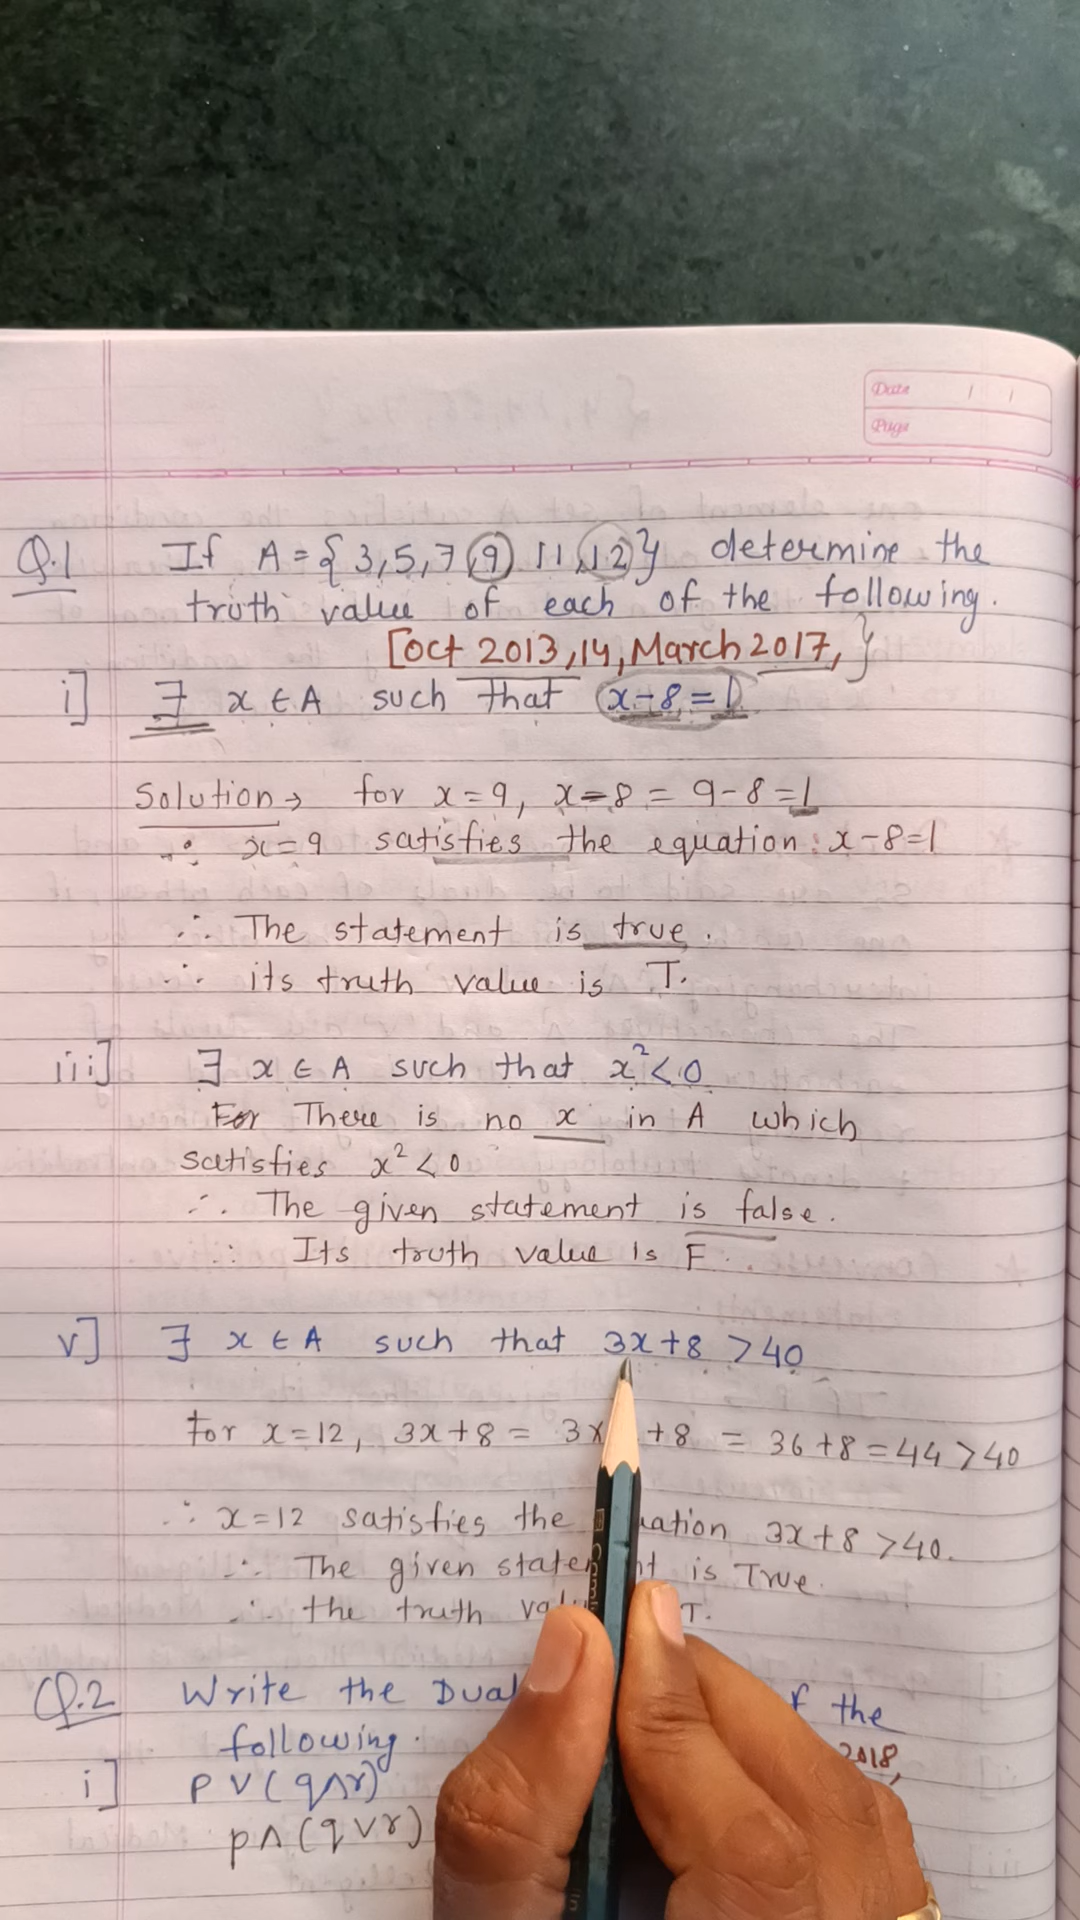 Date
Page
Q.1 If A = { 3, 5, 7, 9, 11, 12 } determine the
truth value of each of the following.
[oct 2013, 14, March 2017, }
i] ∃ x ∈ A such that x-8=1
Solution → for x = 9, x-8 = 9-8 = 1
∴ x=9 satisfies the equation: x-8=1
∴ The statement is true.
∴ its truth value is T.
iii] ∃ x ∈ A such that x²<0
There is no x in A which
satisfies x² <0
∴ The given statement is false.
∴ Its truth value is F.
v] ∃ x ∈ A such that 3x+8 >40
for x=12, 3x+8 = 3x +8 = 36+8=44 >40
∴ x=12 satisfies the 3x+8 >40.
∴ The given is True.
∴ the truth T.
Q.2 Write the Dual the
following. 2018,
i] p∨(q∧r)
p∧(q∨r)